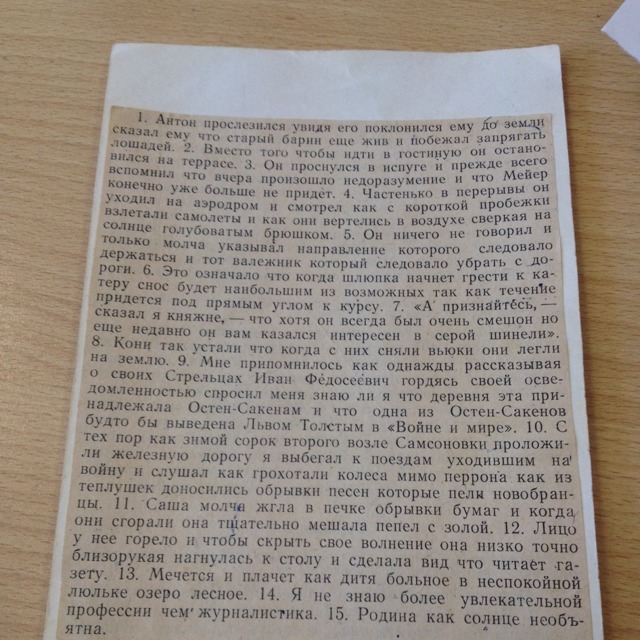 1. Антон прослезился увидя его поклонился ему до земли
сказал ему что старый барин еще жив и побежал запрягать
лошадей. 2. Вместо того чтобы идти в гостиную он остано-
вился на террасе. 3. Он проснулся в испуге и прежде всего
вспомнил что вчера произошло недоразумение и что Мейер
конечно уже больше не придет. 4. Частенько в перерывы он
уходил на аэродром и смотрел как с короткой пробежки
взлетали самолеты и как они вертелись в воздухе сверкая на
солнце голубоватым брюшком. 5. Он ничего не говорил и
только молча указывал направление которого следовало
держаться и тот валежник который следовало убрать с до-
роги. 6. Это означало что когда шлюпка начнет грести к ка-
теру снос будет наибольшим из возможных так как течение
придется под прямым углом к курсу. 7. «А признайтесь, —
сказал я княжне, — что хотя он всегда был очень смешон но
еще недавно он вам казался интересен в серой шинели».
8. Кони так устали что когда с них сняли вьюки они легли
на землю. 9. Мне припомнилось как однажды рассказывая
о своих Стрельцах Иван Федосеевич гордясь своей осве-
домленностью спросил меня знаю ли я что деревня эта при-
надлежала Остен-Сакенам и что одна из Остен-Сакенов
будто бы выведена Львом Толстым в «Войне и мире». 10. С
тех пор как зимой сорок второго возле Самсоновки проложи-
ли железную дорогу я выбегал к поездам уходившим на
войну и слушал как грохотали колеса мимо перрона как из
теплушек доносились обрывки песен которые пели новобран-
цы. 11. Саша молча жгла в печке обрывки бумаг и когда
они сгорали она тщательно мешала пепел с золой. 12. Лицо
у нее горело и чтобы скрыть свое волнение она низко точно
близорукая нагнулась к столу и сделала вид что читает га-
зету. 13. Мечется и плачет как дитя больное в неспокойной
люльке озеро лесное. 14. Я не знаю более увлекательной
профессии чем журналистика. 15. Родина как солнце необъ-
ятна.